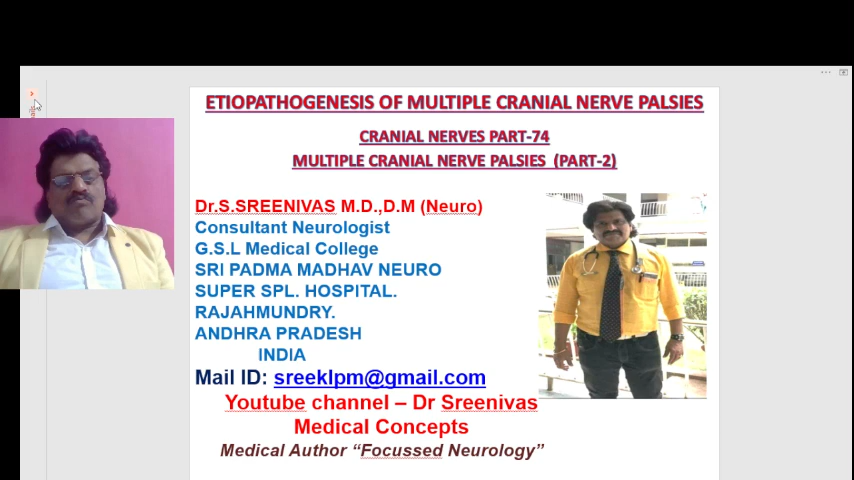 ETIOPATHOGENESIS OF MULTIPLE CRANIAL NERVE PALSIES
CRANIAL NERVES PART-74
MULTIPLE CRANIAL NERVE PALSIES (PART-2)
Dr.S.SREENIVAS M.D.,D.M (Neuro)
Consultant Neurologist
G.S.L Medical College
SRI PADMA MADHAV NEURO
SUPER SPL. HOSPITAL.
RAJAHMUNDRY.
ANDHRA PRADESH
INDIA
Mail ID: sreeklpm@gmail.com
Youtube channel – Dr Sreenivas
Medical Concepts
Medical Author “Focussed Neurology”